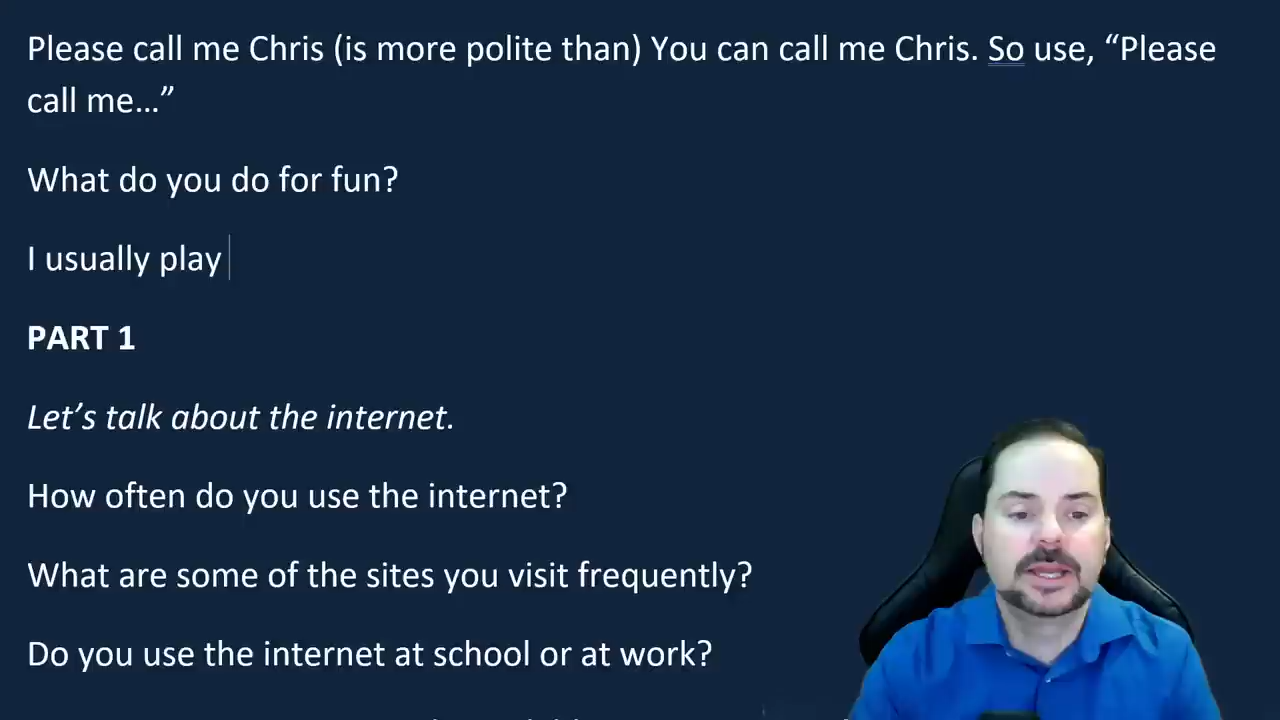 Please call me Chris (is more polite than) You can call me Chris. So use, “Please
call me…”
What do you do for fun?
I usually play
PART 1
Let’s talk about the internet.
How often do you use the internet?
What are some of the sites you visit frequently?
Do you use the internet at school or at work?